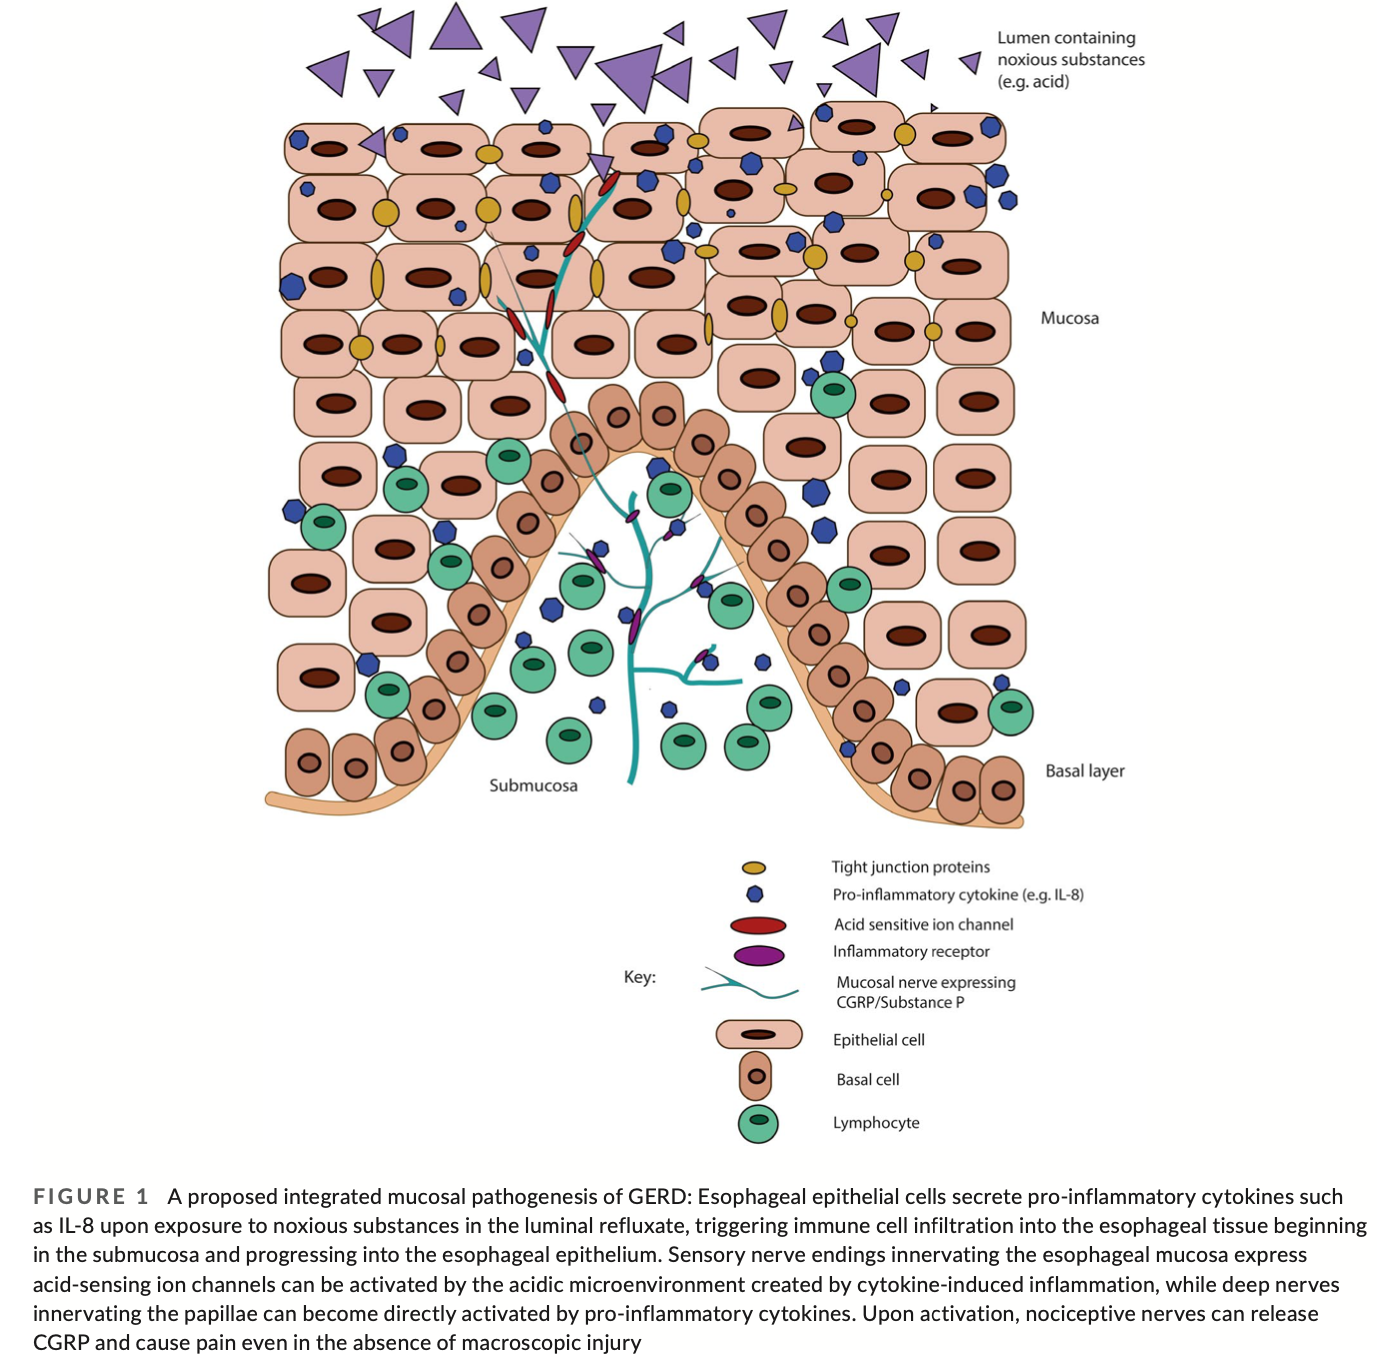 Lumen containing
noxious substances
(e.g. acid)
Mucosa
Basal layer
Submucosa
Key:
Tight junction proteins
Pro-inflammatory cytokine (e.g. IL-8)
Acid sensitive ion channel
Inflammatory receptor
Mucosal nerve expressing
CGRP/Substance P
Epithelial cell
Basal cell
Lymphocyte
FIGURE 1 A proposed integrated mucosal pathogenesis of GERD: Esophageal epithelial cells secrete pro-inflammatory cytokines such
as IL-8 upon exposure to noxious substances in the luminal refluxate, triggering immune cell infiltration into the esophageal tissue beginning
in the submucosa and progressing into the esophageal epithelium. Sensory nerve endings innervating the esophageal mucosa express
acid-sensing ion channels can be activated by the acidic microenvironment created by cytokine-induced inflammation, while deep nerves
innervating the papillae can become directly activated by pro-inflammatory cytokines. Upon activation, nociceptive nerves can release
CGRP and cause pain even in the absence of macroscopic injury